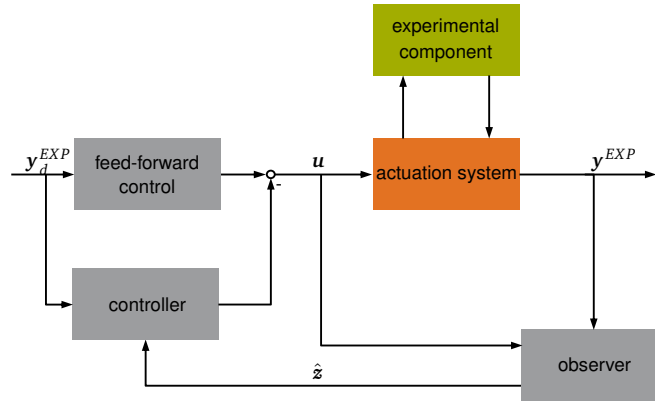 experimental
component
y_d^{EXP}
feed-forward
control
-
u
actuation system
y^{EXP}
controller
observer
ẑ